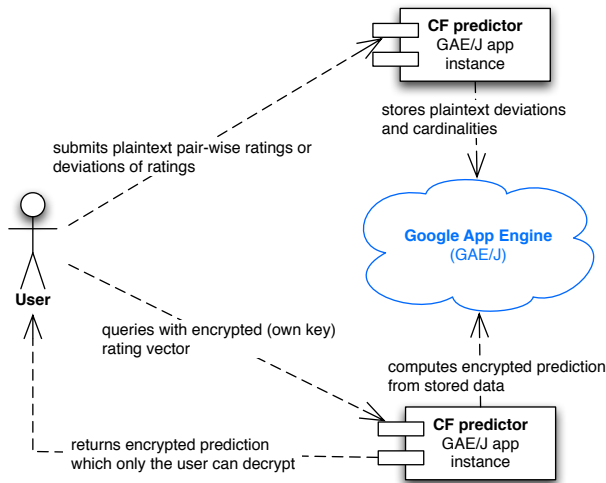 CF predictor
GAE/J app
instance
stores plaintext deviations
and cardinalities
submits plaintext pair-wise ratings or
deviations of ratings
Google App Engine
(GAE/J)
User
queries with encrypted (own key)
rating vector
computes encrypted prediction
from stored data
CF predictor
GAE/J app
instance
returns encrypted prediction
which only the user can decrypt